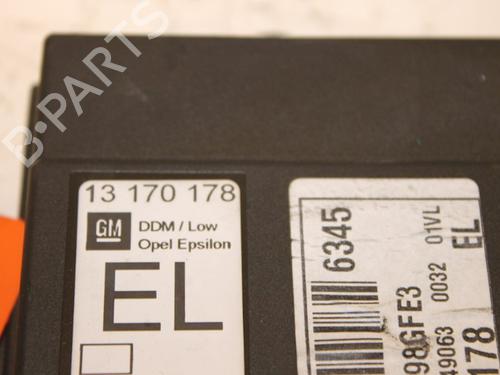 B-PARTS
13 170 178
GM
DDM / Low
Opel Epsilon
EL
6345
98GFE3
49063 0032 01VL
178 EL